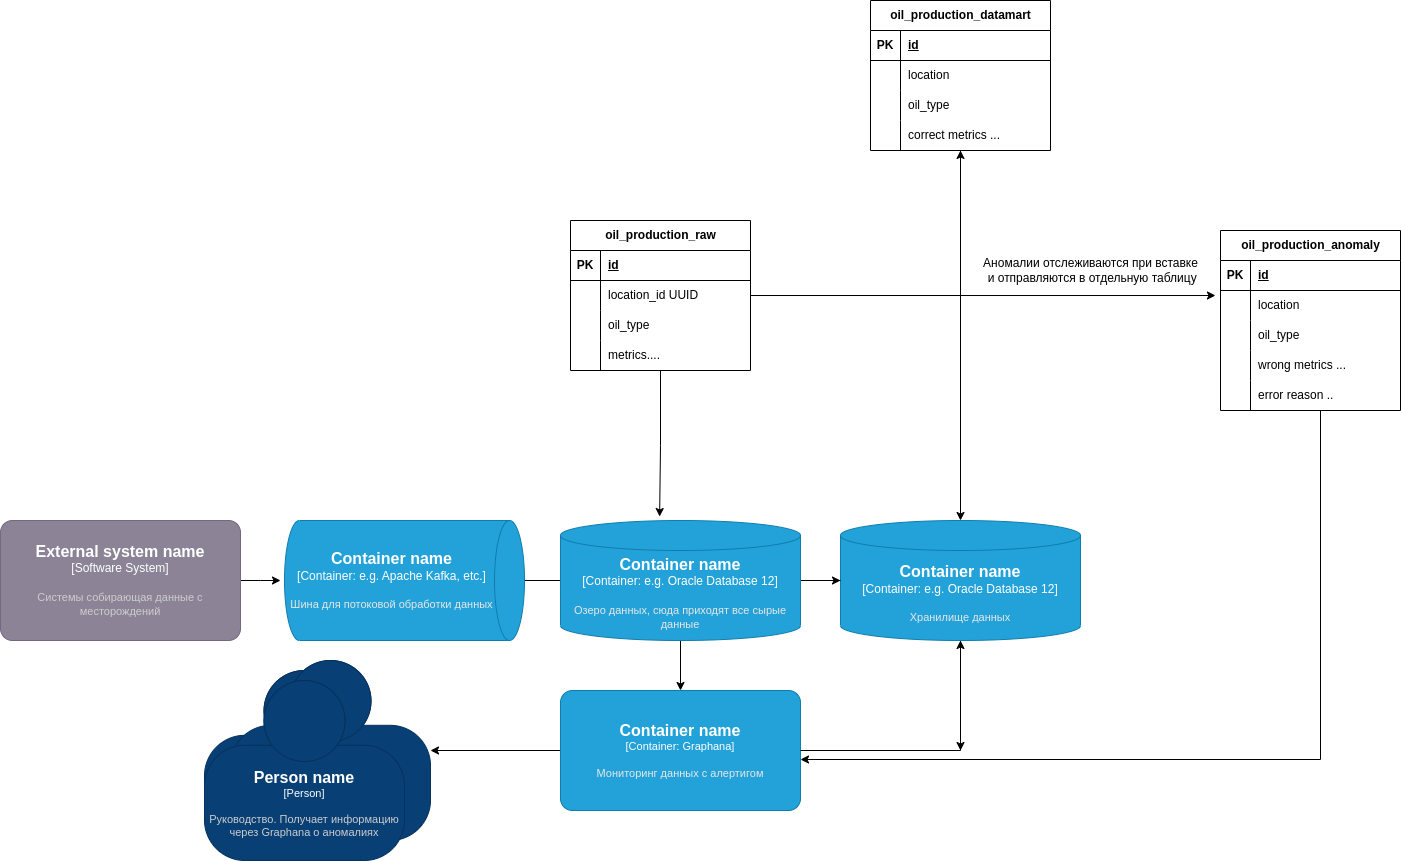 oil_production_datamart
PK id
location
oil_type
correct metrics ...
oil_production_raw
PK id
location_id UUID
oil_type
metrics....
Аномалии отслеживаются при вставке
и отправляются в отдельную таблицу
oil_production_anomaly
PK id
location
oil_type
wrong metrics ...
error reason ..
External system name
[Software System]
Системы собирающая данные с
месторождений
Container name
[Container: e.g. Apache Kafka, etc.]
Шина для потоковой обработки данных
Container name
[Container: e.g. Oracle Database 12]
Озеро данных, сюда приходят все сырые
данные
Container name
[Container: e.g. Oracle Database 12]
Хранилище данных
Container name
[Container: Graphana]
Мониторинг данных с алертигом
Person name
[Person]
Руководство. Получает информацию
через Graphana о аномалиях